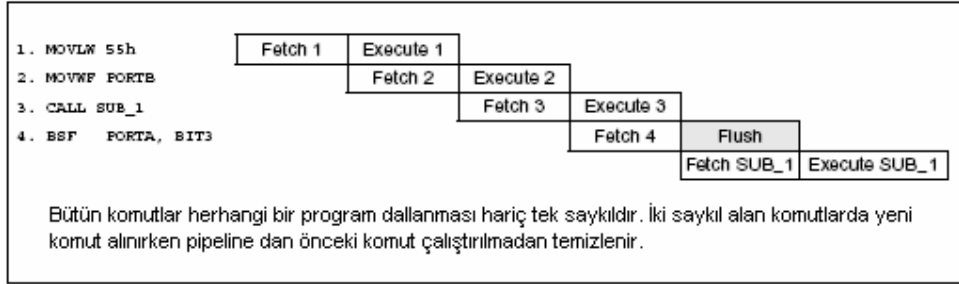 1. MOVLW 55h Fetch 1 Execute 1
2. MOVWF PORTB Fetch 2 Execute 2
3. CALL SUB_1 Fetch 3 Execute 3
4. BSF PORTA, BIT3 Fetch 4 Flush
Fetch SUB_1 Execute SUB_1
Bütün komutlar herhangi bir program dallanması hariç tek saykıldır. İki saykıl alan komutlarda yeni
komut alınırken pipeline dan önceki komut çalıştırılmadan temizlenir.